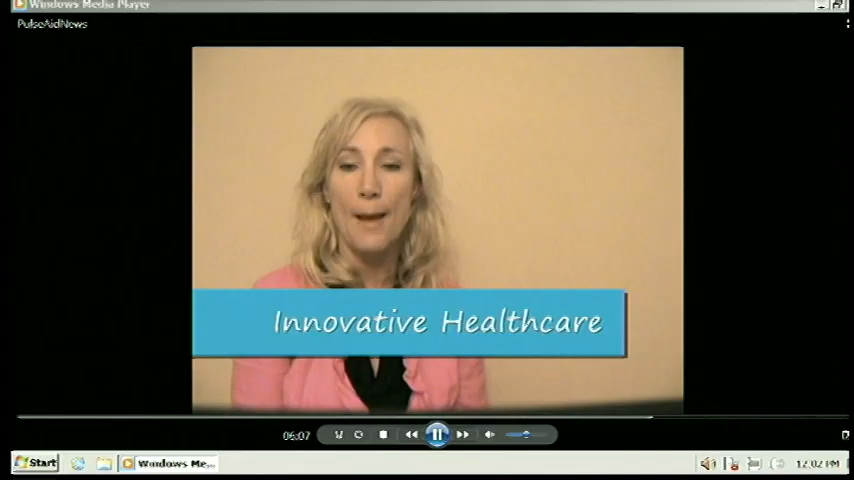 Windows Media Player
PulseAidNews
Innovative Healthcare
06:07
Start
Windows Me...
12:02 PM